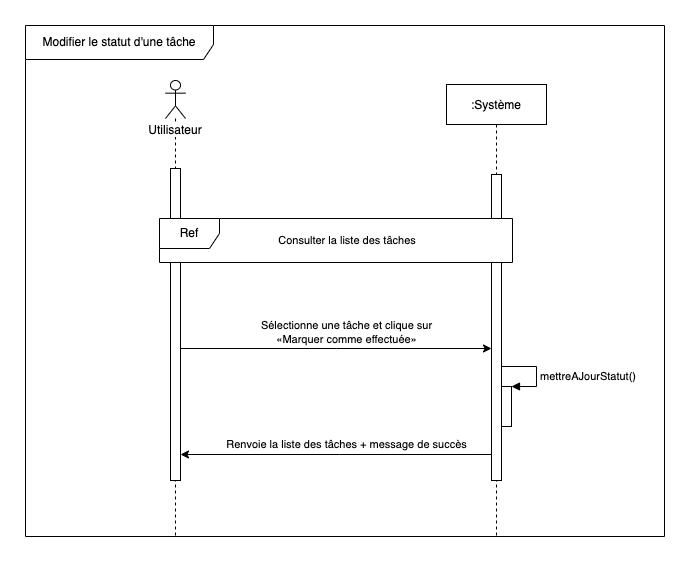 Modifier le statut d'une tâche
Utilisateur
:Système
Ref
Consulter la liste des tâches
Sélectionne une tâche et clique sur
«Marquer comme effectuée»
mettreAJourStatut()
Renvoie la liste des tâches + message de succès